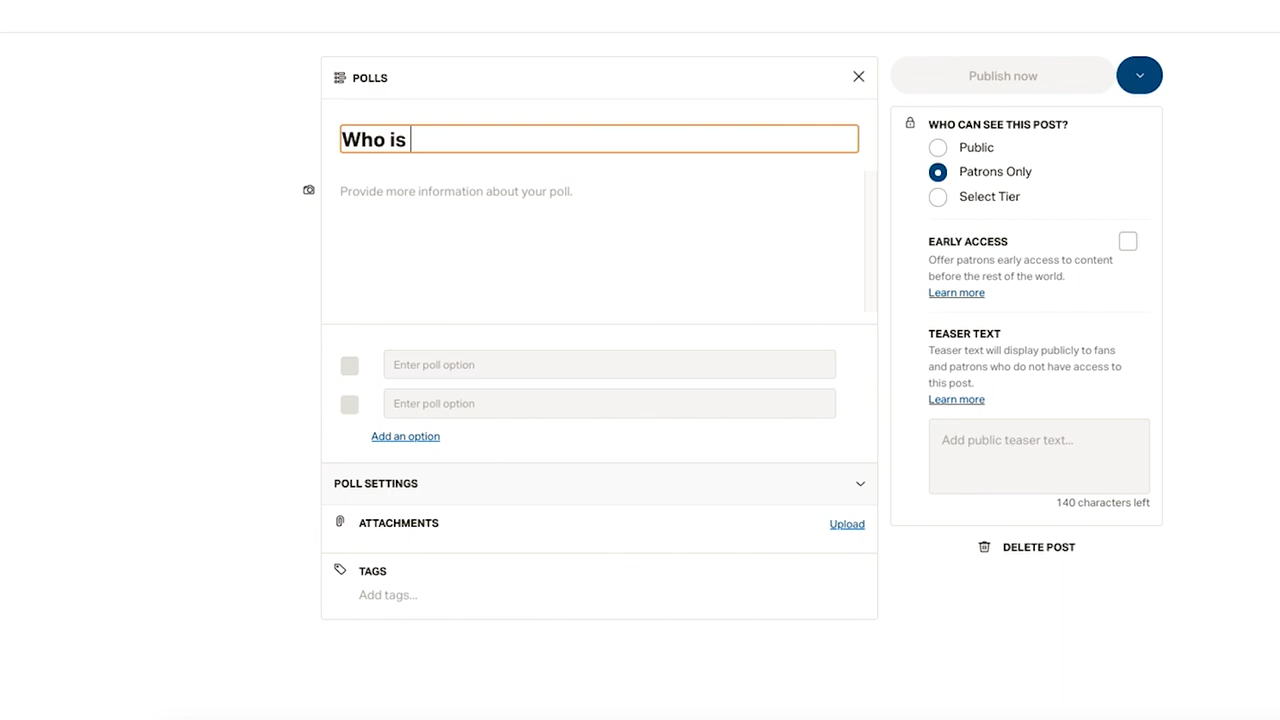 POLLS
Who is
Provide more information about your poll.
Enter poll option
Enter poll option
Add an option
POLL SETTINGS
ATTACHMENTS
Upload
TAGS
Add tags...
Publish now
WHO CAN SEE THIS POST?
Public
Patrons Only
Select Tier
EARLY ACCESS
Offer patrons early access to content
before the rest of the world.
Learn more
TEASER TEXT
Teaser text will display publicly to fans
and patrons who do not have access to
this post.
Learn more
Add public teaser text...
140 characters left
DELETE POST